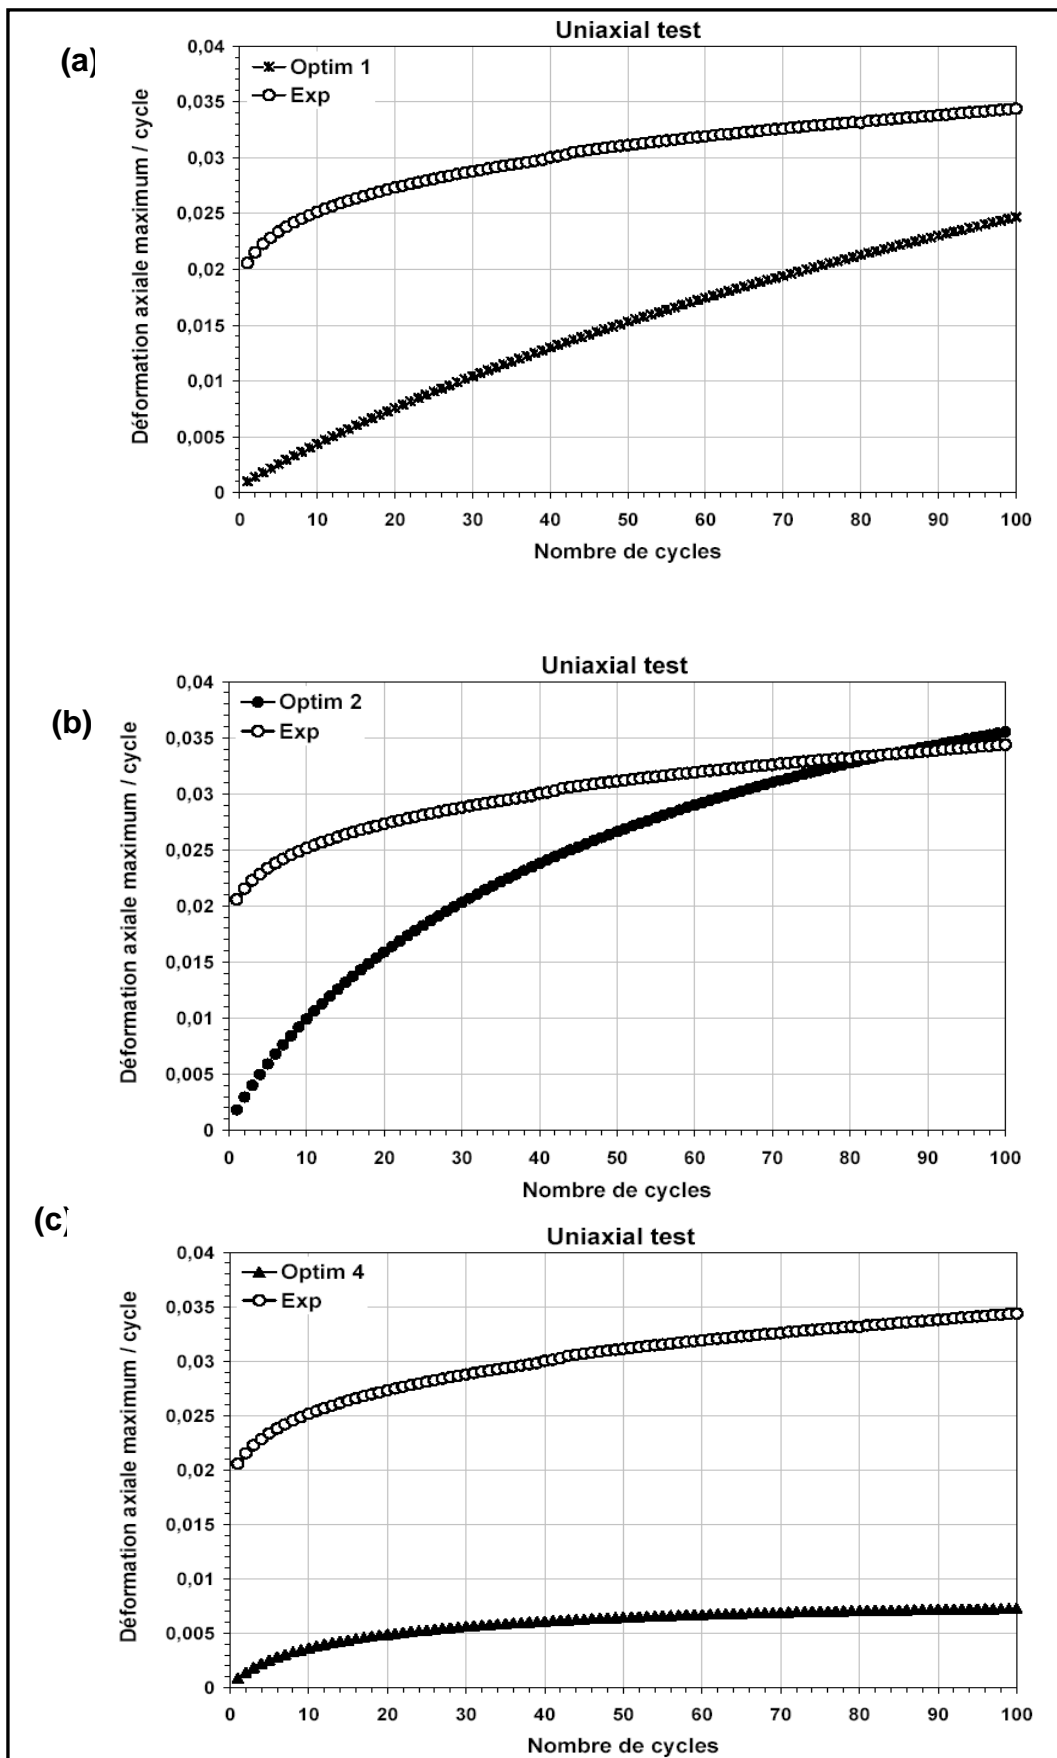 Uniaxial test
(a)
0,04
Optim 1
Exp
0,035
0,03
0,025
0,02
0,015
0,01
0,005
0
Déformation axiale maximum / cycle
0 10 20 30 40 50 60 70 80 90 100
Nombre de cycles
Uniaxial test
(b)
0,04
Optim 2
Exp
0,035
0,03
0,025
0,02
0,015
0,01
0,005
0
Déformation axiale maximum / cycle
0 10 20 30 40 50 60 70 80 90 100
Nombre de cycles
(c)
Uniaxial test
0,04
Optim 4
Exp
0,035
0,03
0,025
0,02
0,015
0,01
0,005
0
Déformation axiale maximum / cycle
0 10 20 30 40 50 60 70 80 90 100
Nombre de cycles